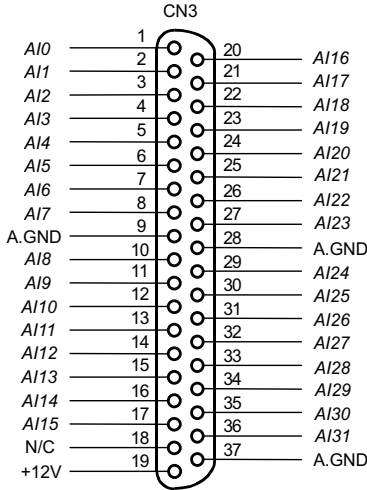 CN3
AI0 1
AI1 2
AI2 3
AI3 4
AI4 5
AI5 6
AI6 7
AI7 8
A.GND 9
AI8 10
AI9 11
AI10 12
AI11 13
AI12 14
AI13 15
AI14 16
AI15 17
N/C 18
+12V 19
20 AI16
21 AI17
22 AI18
23 AI19
24 AI20
25 AI21
26 AI22
27 AI23
28 A.GND
29 AI24
30 AI25
31 AI26
32 AI27
33 AI28
34 AI29
35 AI30
36 AI31
37 A.GND